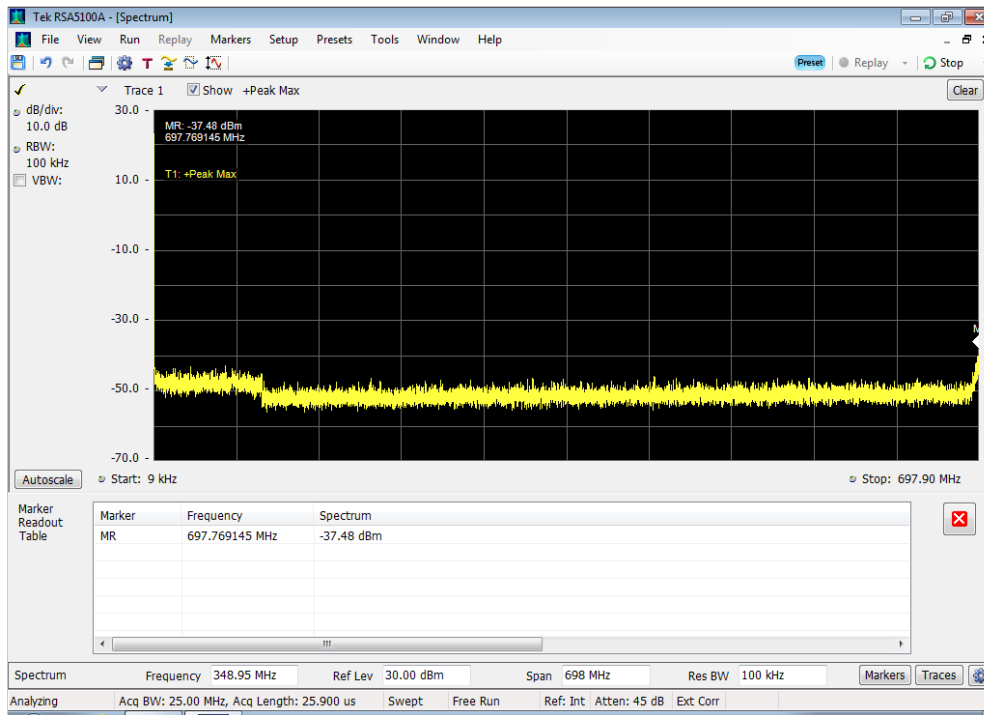 Tek RSA5100A - [Spectrum]
File View Run Replay Markers Setup Presets Tools Window Help
T Preset Replay Stop
Trace 1 Show +Peak Max Clear
dB/div:
10.0 dB
RBW:
100 kHz
VBW:
30.0
10.0
-10.0
-30.0
-50.0
-70.0
MR: -37.48 dBm
697.769145 MHz
T1: +Peak Max
M
Autoscale Start: 9 kHz Stop: 697.90 MHz
Marker
Readout
Table
Marker Frequency Spectrum
MR 697.769145 MHz -37.48 dBm
Spectrum Frequency 348.95 MHz Ref Lev 30.00 dBm Span 698 MHz Res BW 100 kHz Markers Traces
Analyzing Acq BW: 25.00 MHz, Acq Length: 25.900 us Swept Free Run Ref: Int Atten: 45 dB Ext Corr